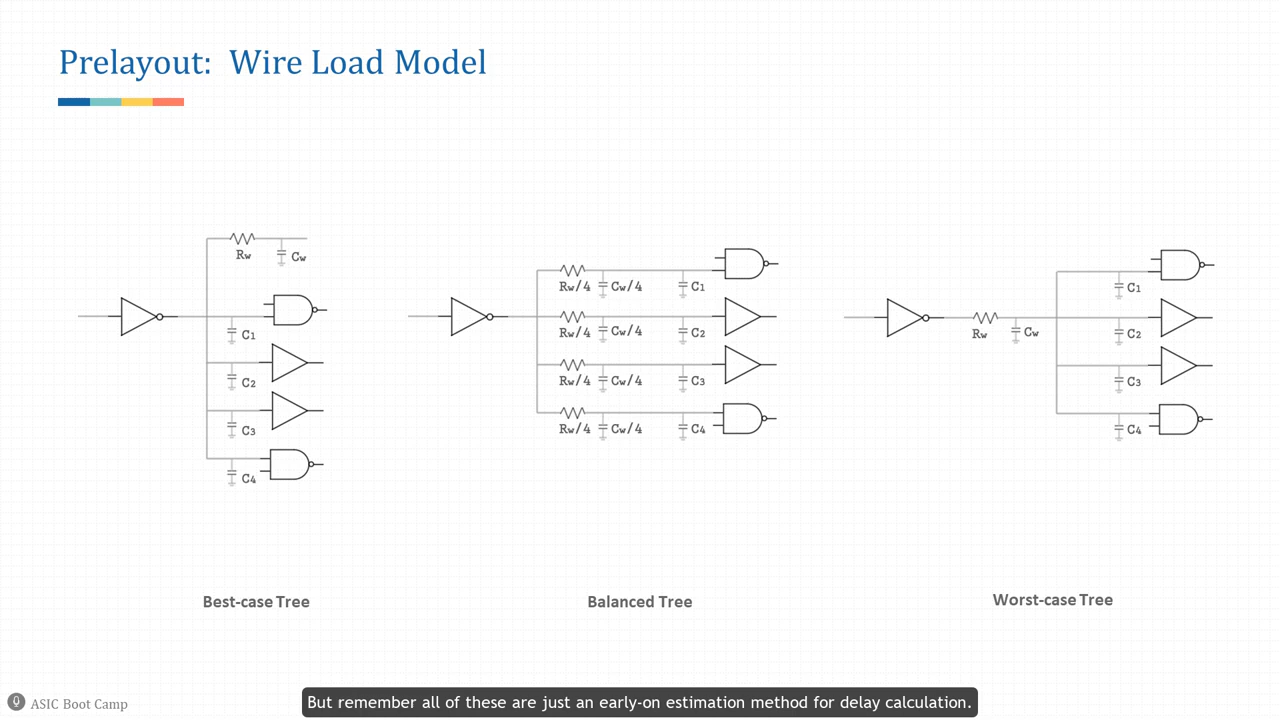 Prelayout: Wire Load Model
Rw
Cw
C1
C2
C3
C4
Rw/4 Cw/4 C1
Rw/4 Cw/4 C2
Rw/4 Cw/4 C3
Rw/4 Cw/4 C4
Rw Cw
C1
C2
C3
C4
Best-case Tree
Balanced Tree
Worst-case Tree
ASIC Boot Camp
But remember all of these are just an early-on estimation method for delay calculation.